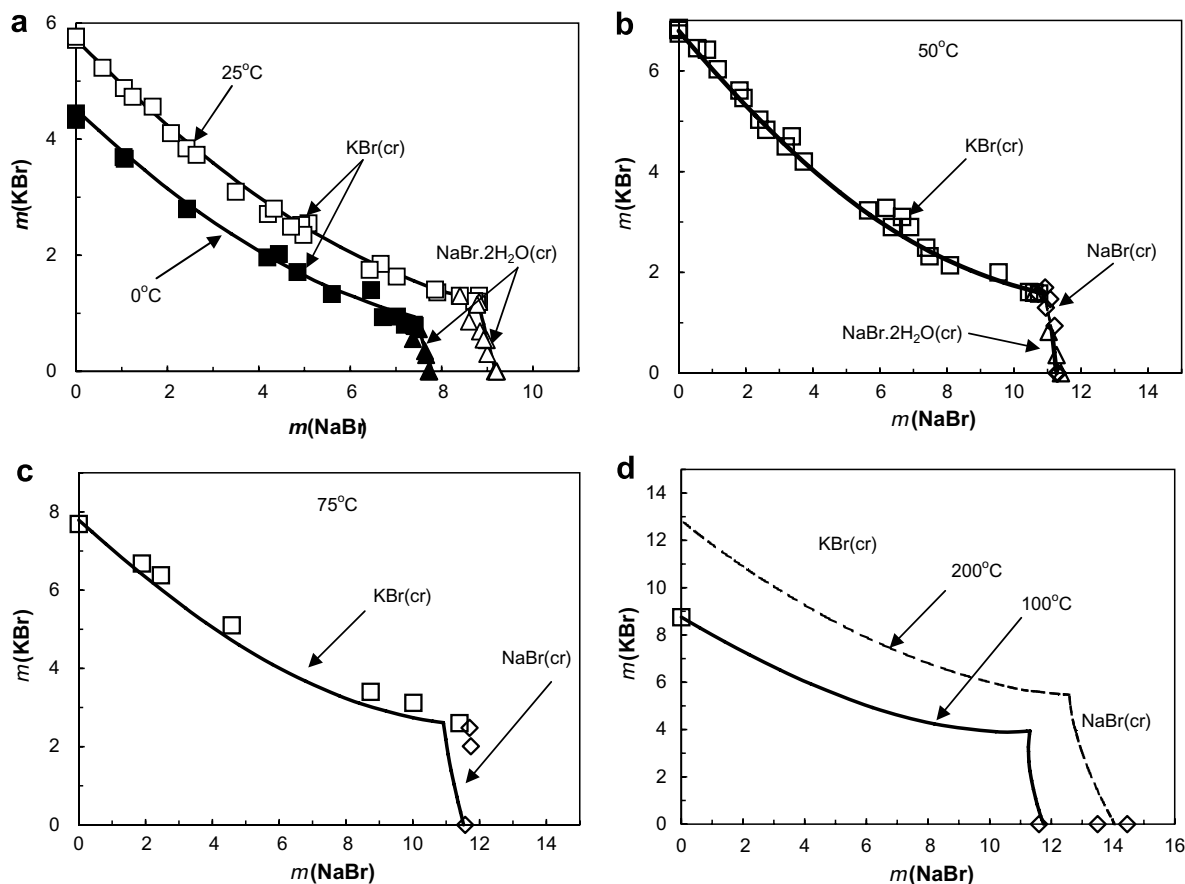 a
6
4
2
0
m(KBr)
25°C
KBr(cr)
NaBr.2H₂O(cr)
0°C
0 2 4 6 8 10
m(NaBr)
b
6
4
2
0
m(KBr)
50°C
KBr(cr)
NaBr(cr)
NaBr.2H₂O(cr)
0 2 4 6 8 10 12 14
m(NaBr)
c
8
6
4
2
0
m(KBr)
75°C
KBr(cr)
NaBr(cr)
0 2 4 6 8 10 12 14
m(NaBr)
d
14
12
10
8
6
4
2
0
m(KBr)
KBr(cr)
200°C
100°C
NaBr(cr)
0 2 4 6 8 10 12 14 16
m(NaBr)